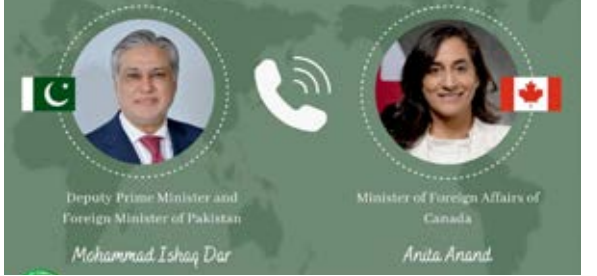 Deputy Prime Minister and
Foreign Minister of Pakistan
Mohammad Ishaq Dar
Minister of Foreign Affairs of
Canada
Anita Anand